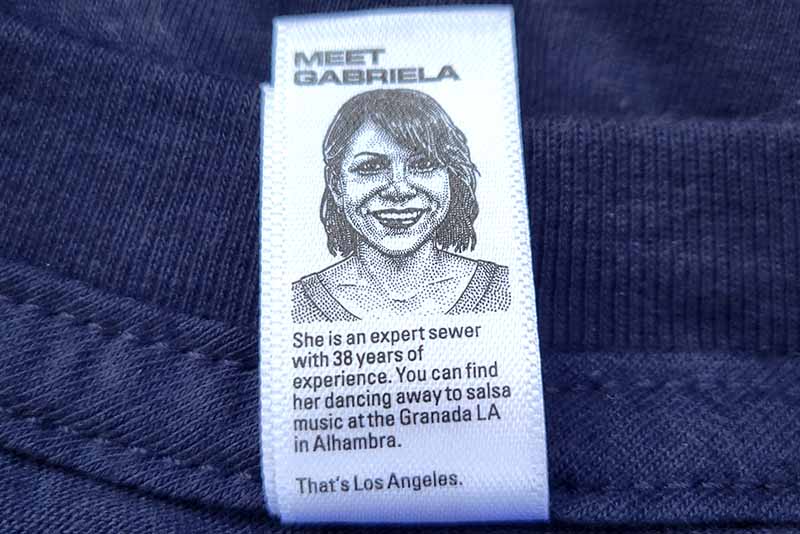 MEET
GABRIELA
She is an expert sewer
with 38 years of
experience. You can find
her dancing away to salsa
music at the Granada LA
in Alhambra.
That's Los Angeles.